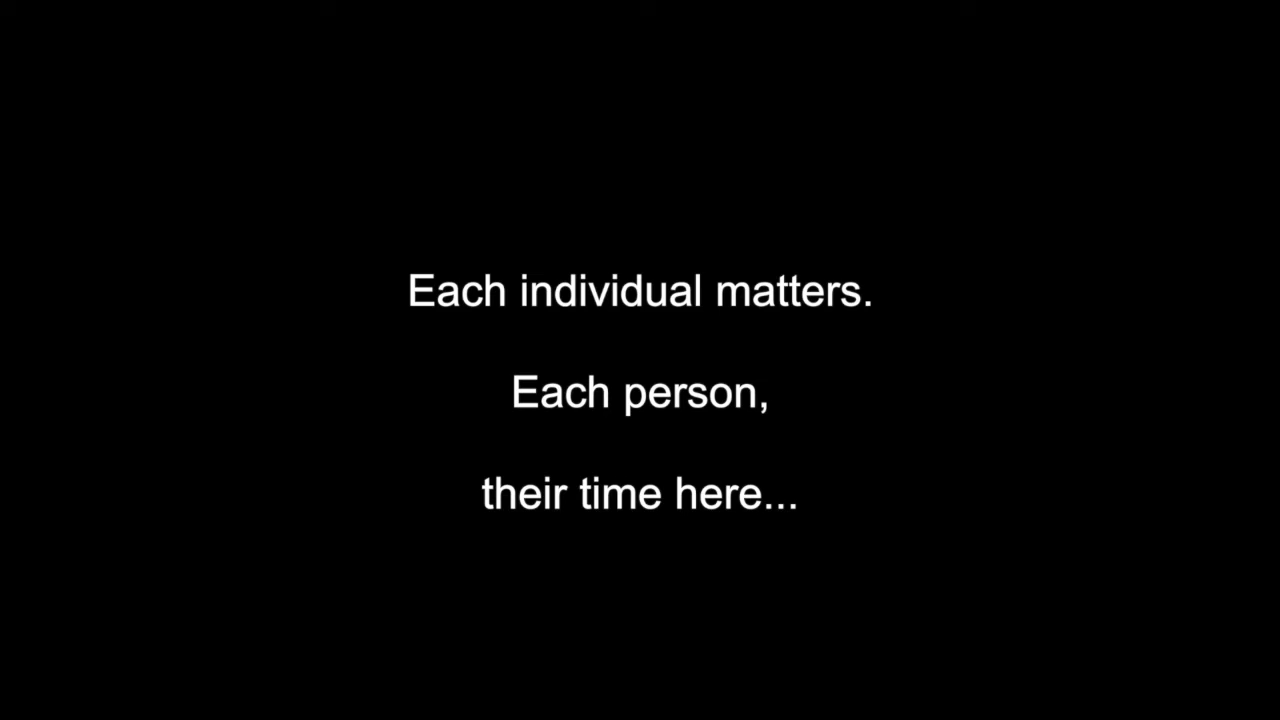 Each individual matters.
Each person,
their time here...